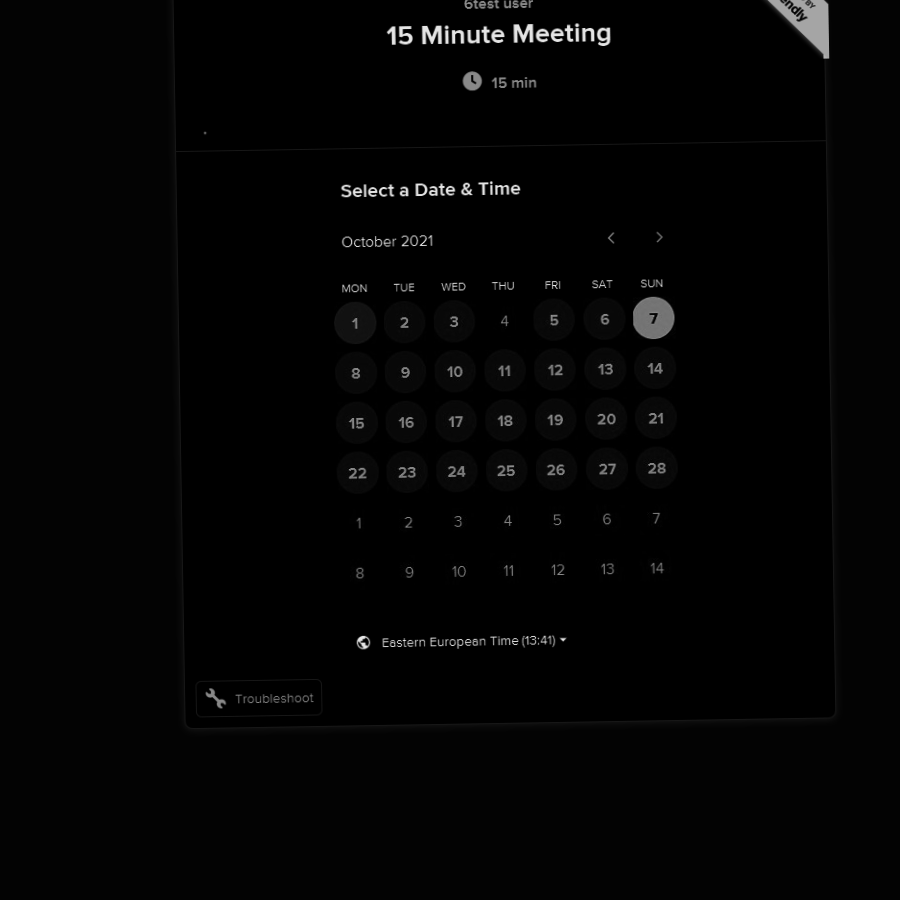 6test user
BY
endly
15 Minute Meeting
15 min
Select a Date & Time
October 2021
MON TUE WED THU FRI SAT SUN
1 2 3 4 5 6 7
8 9 10 11 12 13 14
15 16 17 18 19 20 21
22 23 24 25 26 27 28
1 2 3 4 5 6 7
8 9 10 11 12 13 14
Eastern European Time (13:41)
Troubleshoot